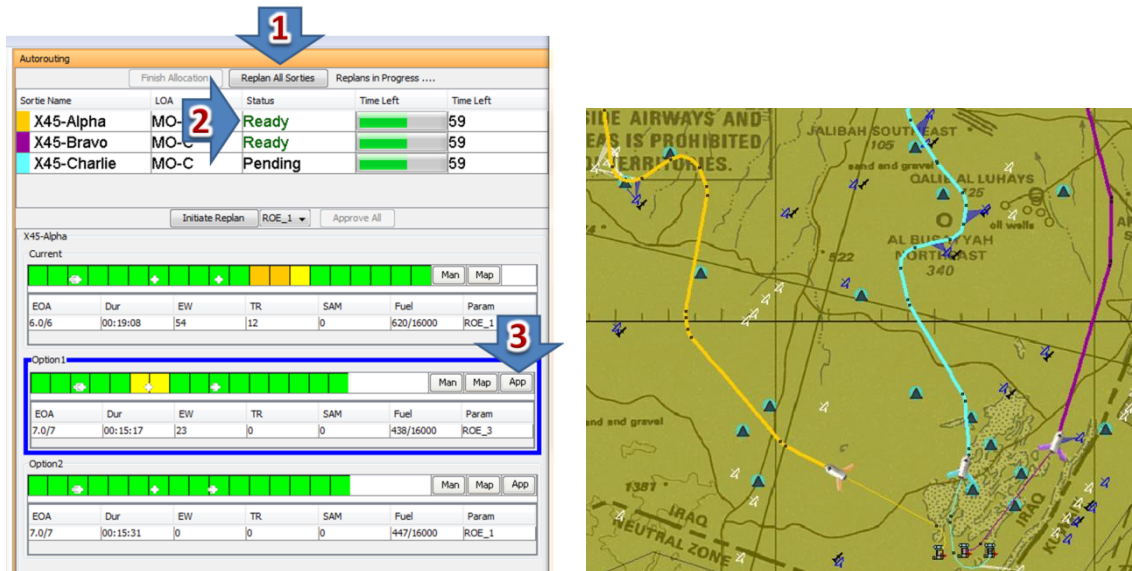 1
Autorouting
Finish Allocation Replan All Sorties Replans in Progress ....
Sortie Name LOA Status Time Left Time Left
2
X45-Alpha MO- Ready 59
X45-Bravo MO-C Ready 59
X45-Charlie MO-C Pending 59
Initiate Replan ROE_1 Approve All
X45-Alpha
Current
Man Map
EOA Dur EW TR SAM Fuel Param
6.0/6 00:19:08 54 12 0 620/16000 ROE_1
3
Option1
Man Map App
EOA Dur EW TR SAM Fuel Param
7.0/7 00:15:17 23 0 0 438/16000 ROE_3
Option2
Man Map App
EOA Dur EW TR SAM Fuel Param
7.0/7 00:15:31 0 0 0 447/16000 ROE_1
SIDE AIRWAYS AND
EAS IS PROHIBITED
TERRITORIES.
JALIBAH SOUTHEAST
105
sand and gravel
QALIB AL LUHAYS
725
oil wells
AL BUSAYYAH
NORTHEAST
340
522
and and gravel
1381
IRAQ
NEUTRAL ZONE
IRAQ